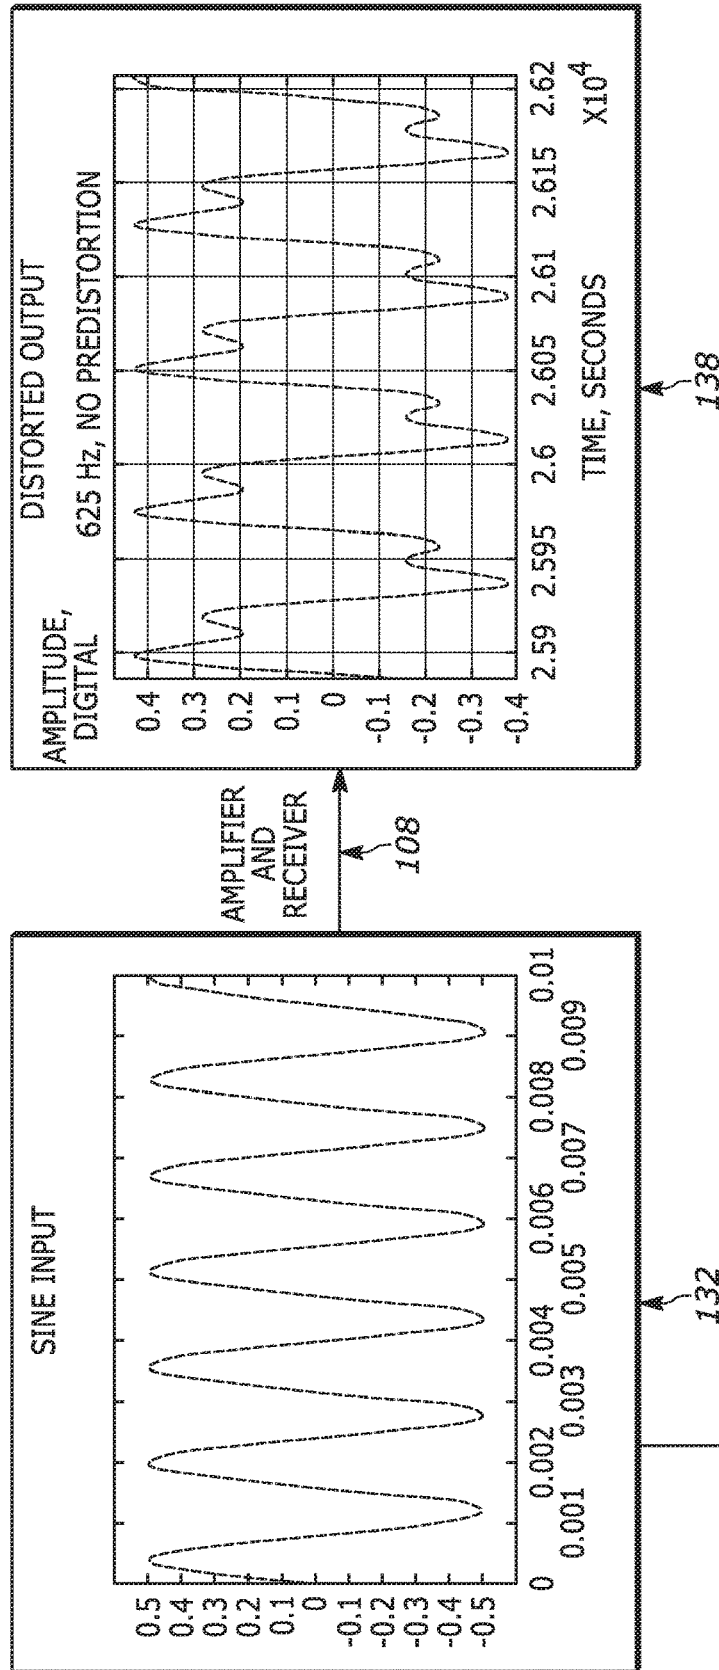 SINE INPUT
0.5
0.4
0.3
0.2
0.1
0
-0.1
-0.2
-0.3
-0.4
-0.5
0 0.002 0.004 0.006 0.008 0.01
0.001 0.003 0.005 0.007 0.009
132
AMPLIFIER
AND
RECEIVER
108
DISTORTED OUTPUT
AMPLITUDE,
DIGITAL
625 Hz, NO PREDISTORTION
0.4
0.3
0.2
0.1
0
-0.1
-0.2
-0.3
-0.4
2.59 2.595 2.6 2.605 2.61 2.615 2.62
TIME, SECONDS
X10^4
138